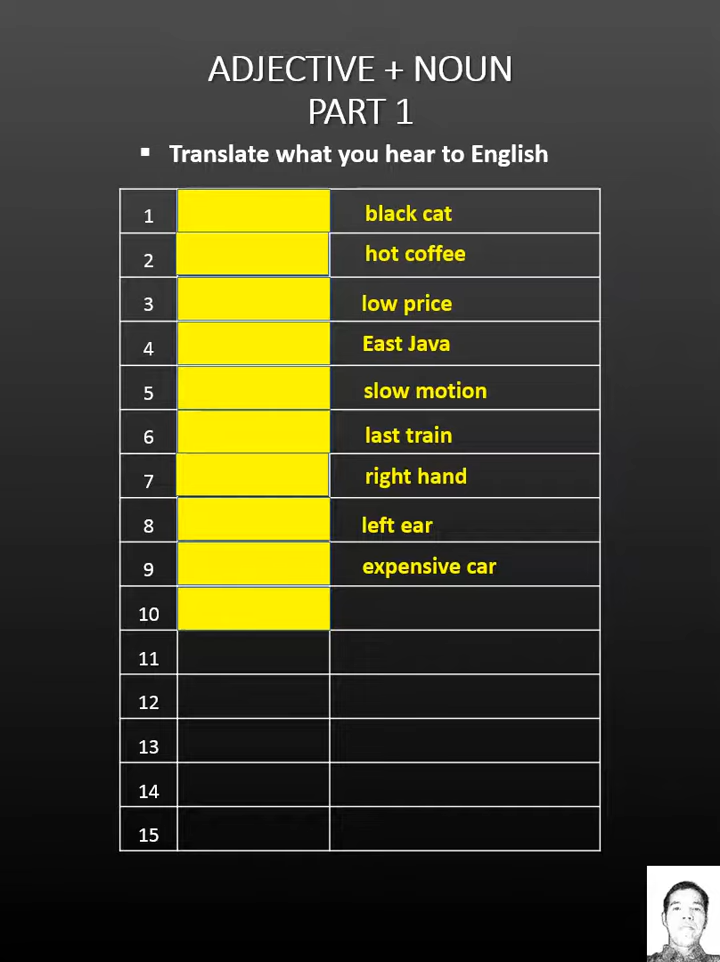 ADJECTIVE + NOUN
PART 1
▪ Translate what you hear to English
1 black cat
2 hot coffee
3 low price
4 East Java
5 slow motion
6 last train
7 right hand
8 left ear
9 expensive car
10
11
12
13
14
15